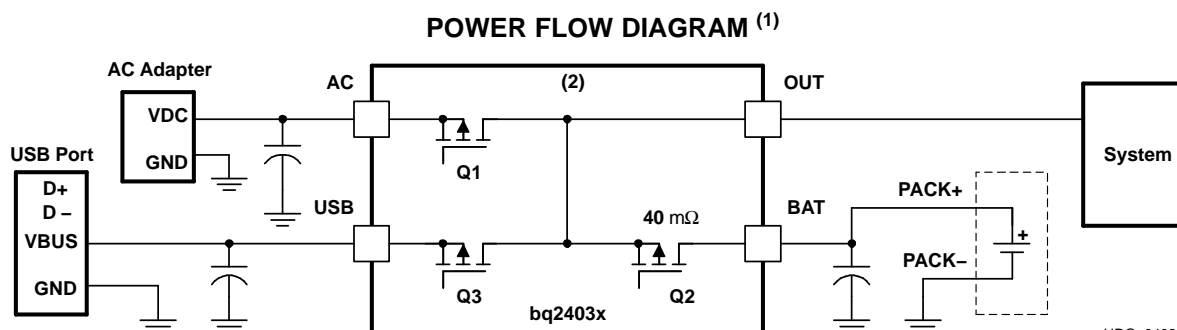 POWER FLOW DIAGRAM (1)
AC Adapter
AC
(2)
OUT
VDC
GND
Q1
System
USB Port
D+
D –
VBUS
GND
USB
40 mΩ
BAT
PACK+
+
PACK–
Q3
Q2
bq2403x